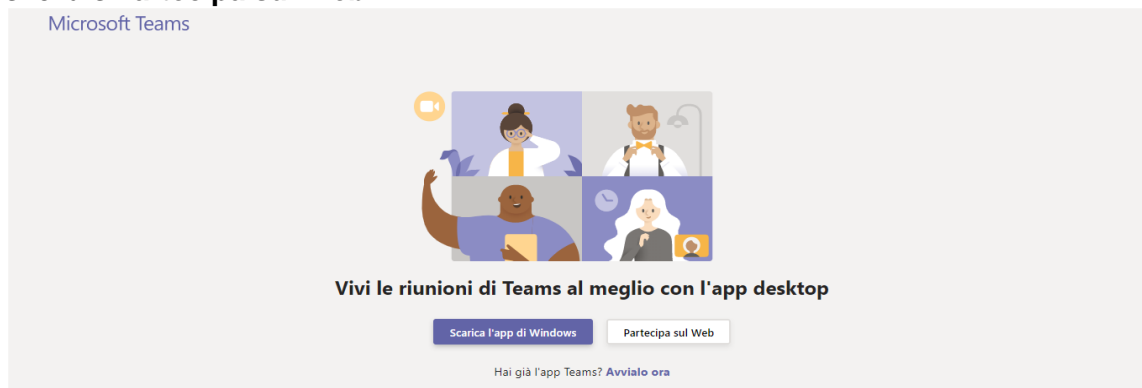 Microsoft Teams
Vivi le riunioni di Teams al meglio con l'app desktop
Scarica l'app di Windows
Partecipa sul Web
Hai già l'app Teams? Avvialo ora